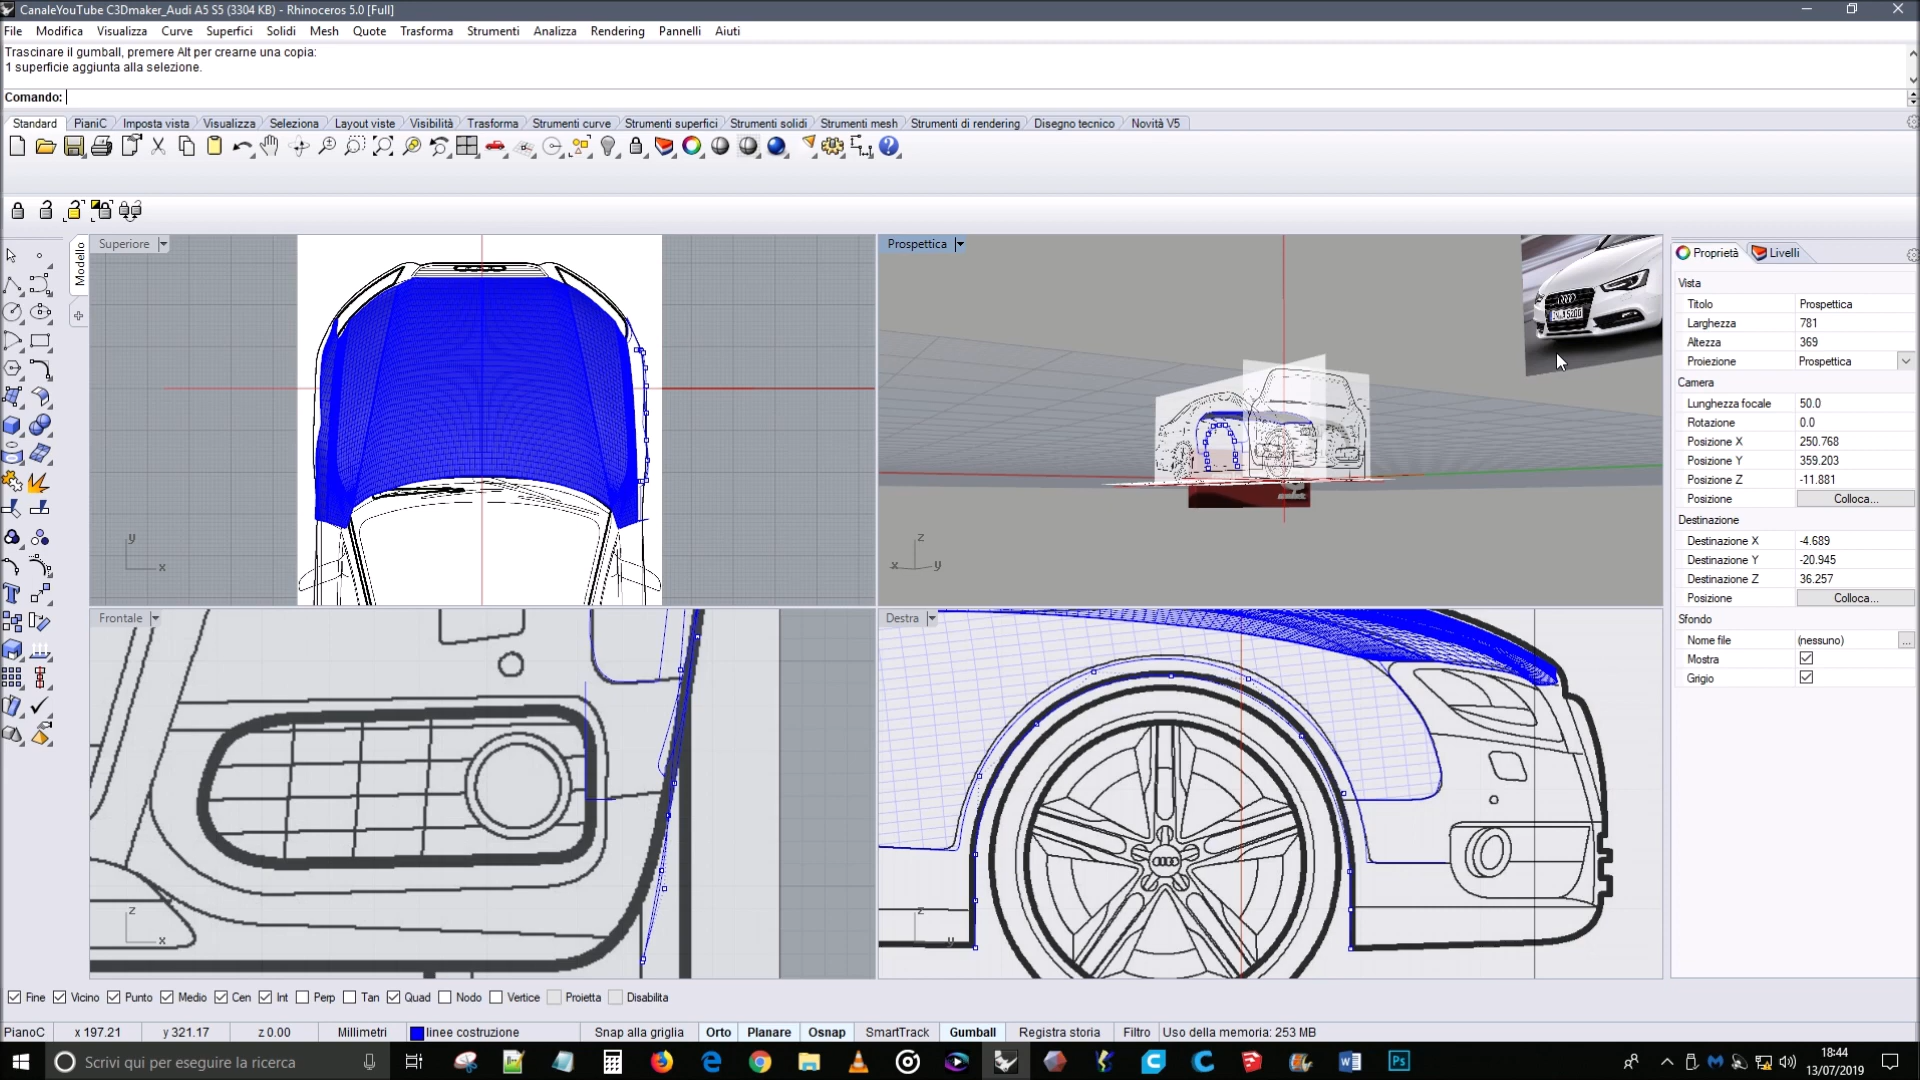 CanaleYouTube C3Dmaker_Audi A5 S5 (3304 KB) - Rhinoceros 5.0 [Full]
File Modifica Visualizza Curve Superfici Solidi Mesh Quote Trasforma Strumenti Analizza Rendering Pannelli Aiuti
Trascinare il gumball, premere Alt per crearne una copia:
1 superficie aggiunta alla selezione.
Comando:
Standard PianiC Imposta vista Visualizza Seleziona Layout viste Visibilità Trasforma Strumenti curve Strumenti superfici Strumenti solidi Strumenti mesh Strumenti di rendering Disegno tecnico Novità V5
Modello
Superiore
y
x
Prospettica
z
x y
Frontale
z
x
Destra
z
y
Proprietà Livelli
Vista
Titolo Prospettica
Larghezza 781
Altezza 369
Proiezione Prospettica
Camera
Lunghezza focale 50.0
Rotazione 0.0
Posizione X 250.768
Posizione Y 359.203
Posizione Z -11.881
Posizione Colloca...
Destinazione
Destinazione X -4.689
Destinazione Y -20.945
Destinazione Z 36.257
Posizione Colloca...
Sfondo
Nome file (nessuno) ...
Mostra
Grigio
Fine Vicino Punto Medio Cen Int Perp Tan Quad Nodo Vertice Proietta Disabilita
PianoC x 197.21 y 321.17 z 0.00 Millimetri linee costruzione Snap alla griglia Orto Planare Osnap SmartTrack Gumball Registra storia Filtro Uso della memoria: 253 MB
Scrivi qui per eseguire la ricerca
Ps
18:44
13/07/2019